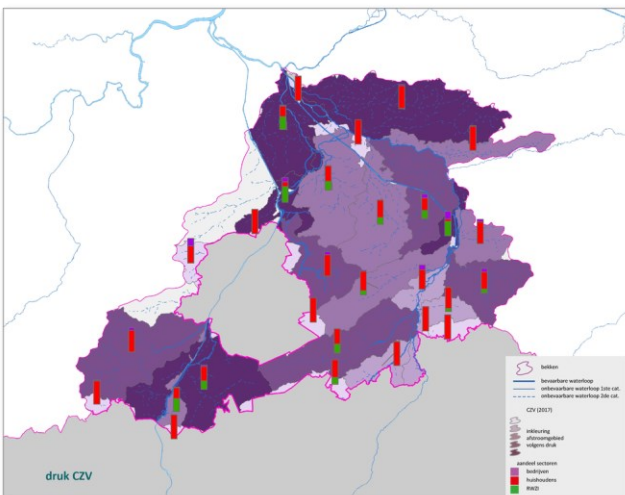 bekken
bevaarbare waterloop
onbevaarbare waterloop 1ste cat.
onbevaarbare waterloop 2de cat.
CZV (2017)
inkleuring
afstroomgebied
volgens druk
aandeel sectoren
bedrijven
huishoudens
RWZI
druk CZV